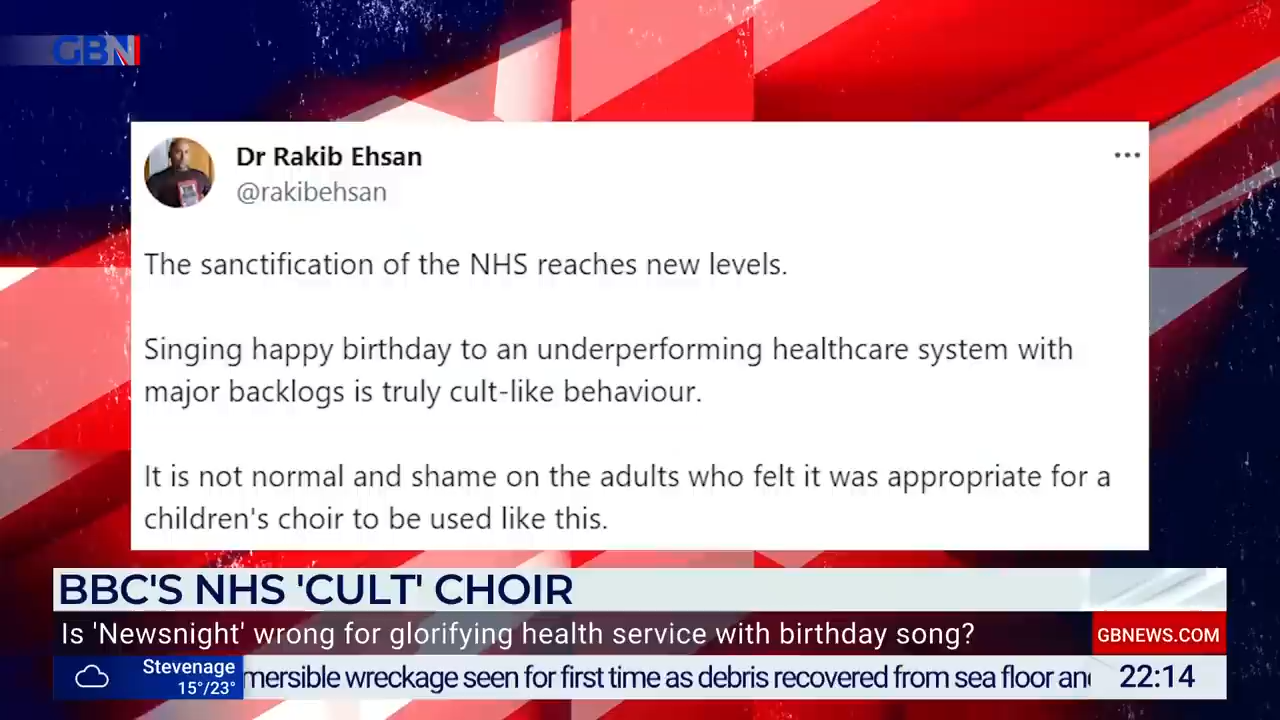 GBN
Dr Rakib Ehsan
@rakibehsan
The sanctification of the NHS reaches new levels.
Singing happy birthday to an underperforming healthcare system with
major backlogs is truly cult-like behaviour.
It is not normal and shame on the adults who felt it was appropriate for a
children's choir to be used like this.
BBC'S NHS 'CULT' CHOIR
Is 'Newsnight' wrong for glorifying health service with birthday song?
GBNEWS.COM
Stevenage
15°/23°
mersible wreckage seen for first time as debris recovered from sea floor an
22:14